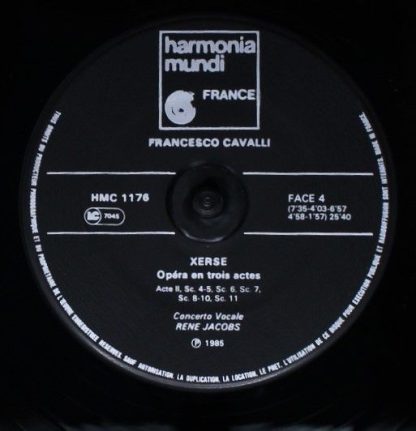 harmonia
mundi
FRANCE
FRANCESCO CAVALLI
HMC 1176
LC 7045
FACE 4
(7'35-4'03-6'57
4'58-1'57) 25'40
XERSE
Opéra en trois actes
Acte II, Sc. 4-5, Sc. 6, Sc. 7,
Sc. 8-10, Sc. 11
Concerto Vocale
RENE JACOBS
℗ 1985
TOUS DROITS DU PRODUCTEUR PHONOGRAPHIQUE ET DU PROPRIETAIRE DE L'ŒUVRE ENREGISTREE RESERVES. SAUF AUTORISATION, LA DUPLICATION, LA LOCATION, LE PRET, L'UTILISATION DE CE DISQUE POUR EXECUTION PUBLIQUE ET RADIODIFFUSION SONT INTERDITS. MADE IN FRANCE.